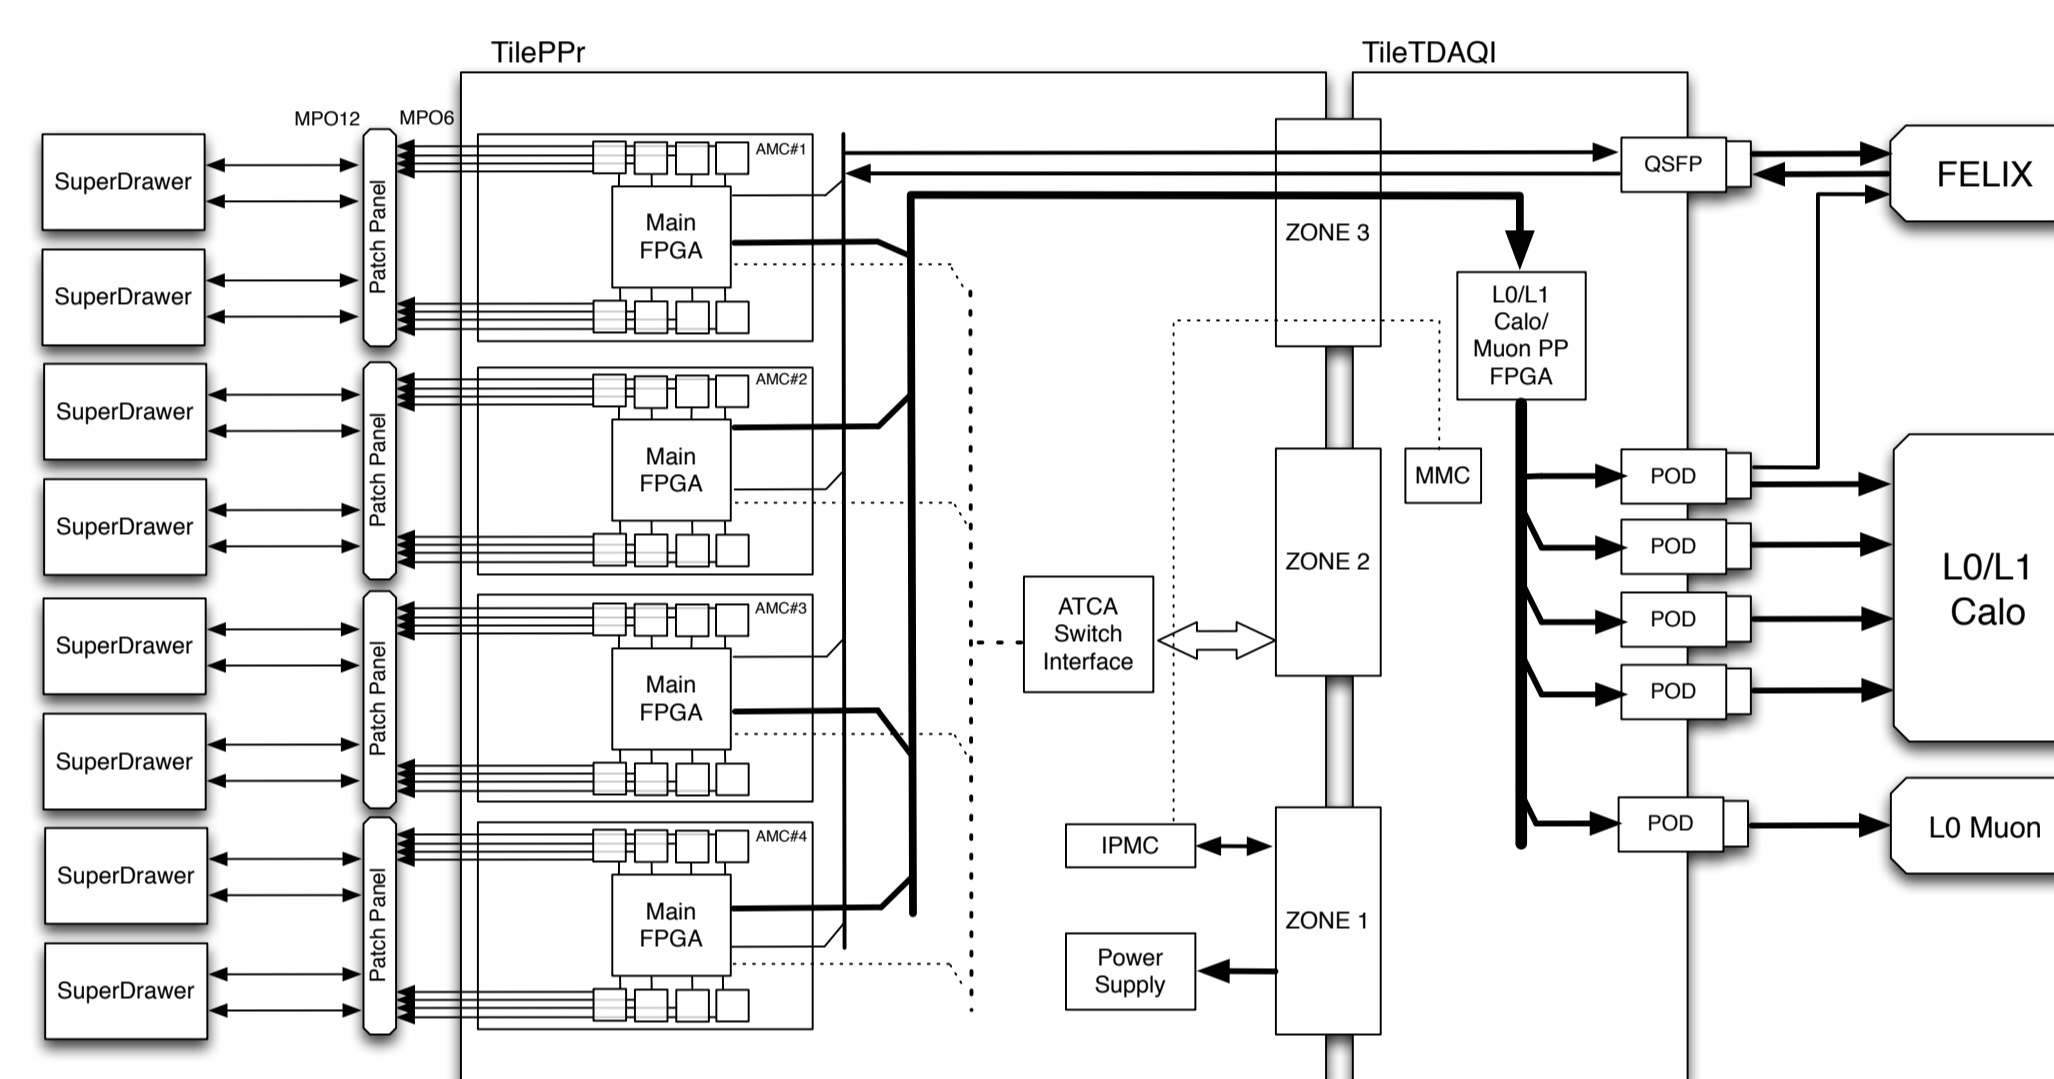 TilePPr
TileTDAQI
MPO12
MPO6
SuperDrawer
SuperDrawer
SuperDrawer
SuperDrawer
SuperDrawer
SuperDrawer
SuperDrawer
SuperDrawer
Patch Panel
Patch Panel
Patch Panel
Patch Panel
AMC#1
Main
FPGA
AMC#2
Main
FPGA
AMC#3
Main
FPGA
AMC#4
Main
FPGA
ATCA
Switch
Interface
IPMC
Power
Supply
ZONE 3
ZONE 2
ZONE 1
L0/L1
Calo/
Muon PP
FPGA
MMC
QSFP
POD
POD
POD
POD
POD
FELIX
L0/L1
Calo
L0 Muon